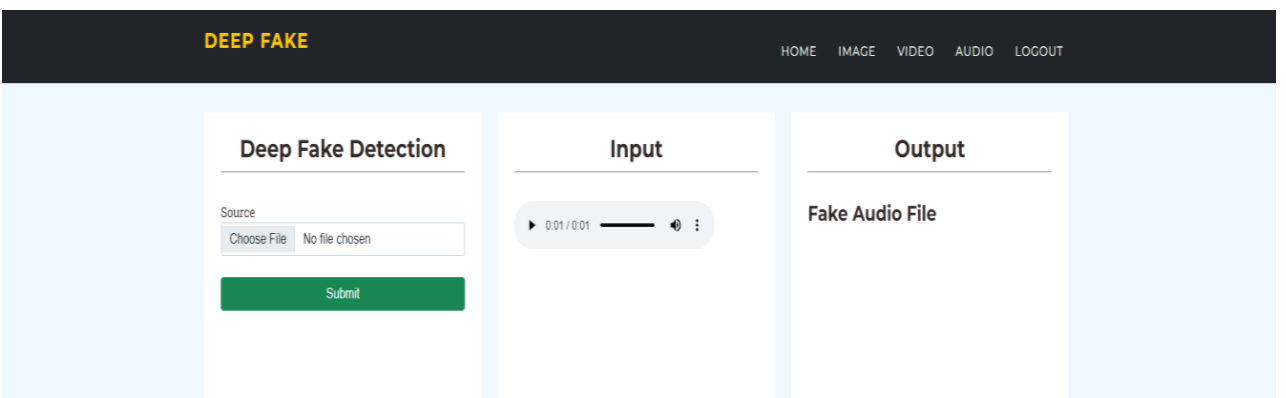 DEEP FAKE
HOME IMAGE VIDEO AUDIO LOGOUT
Deep Fake Detection
Source
Choose File No file chosen
Submit
Input
0:01 / 0:01
Output
Fake Audio File